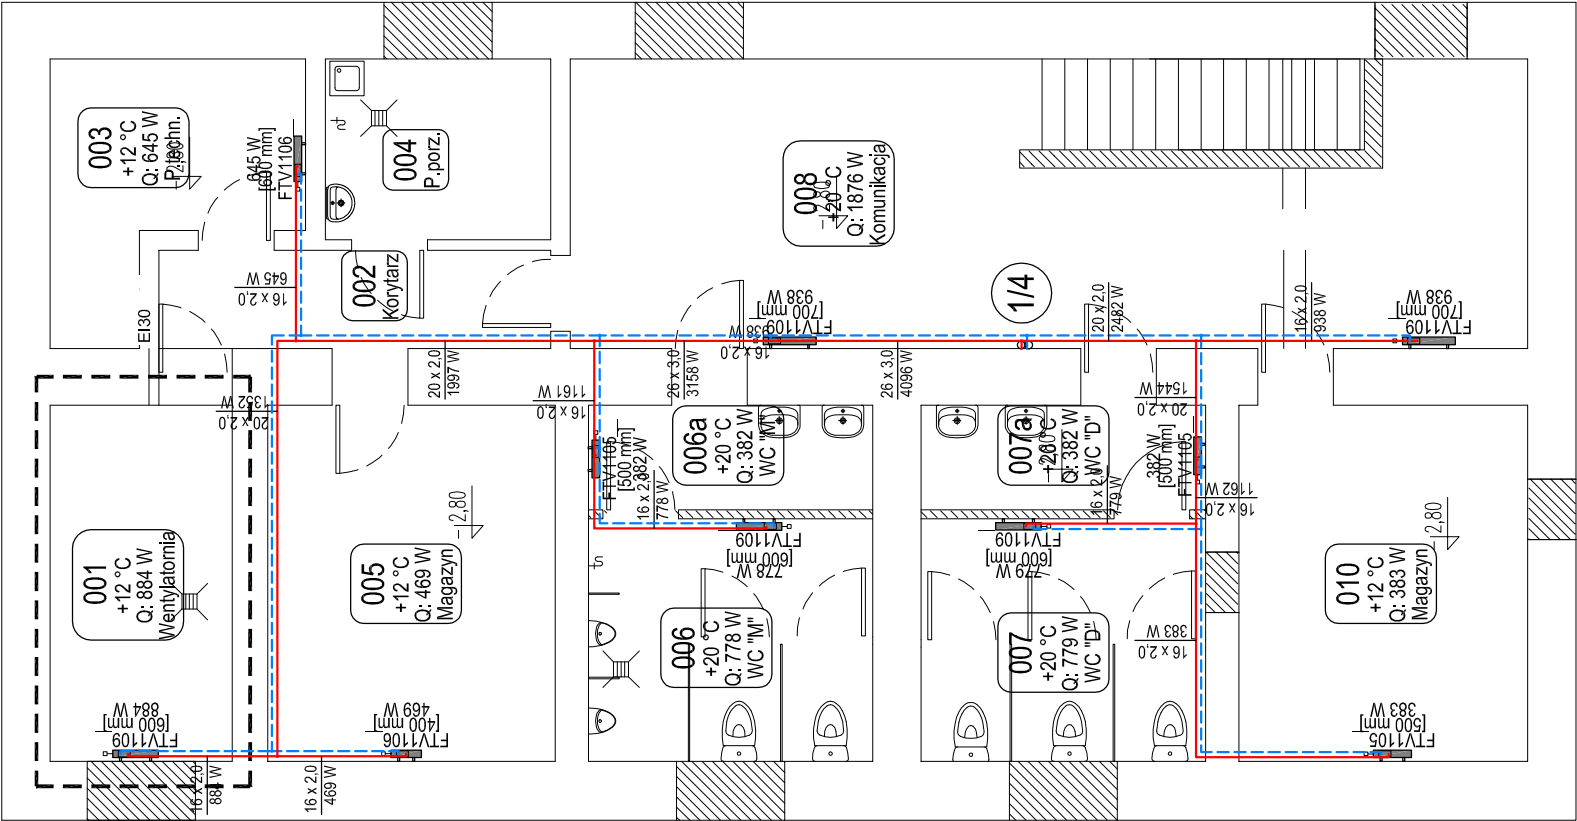 003
+12 °C
Q: 645 W
P.techn.
645 W
[600 mm]
FTV1106
004
P.porz.
002
Korytarz
645 W
16 x 2,0
EI30
008
+20 °C
Q: 1876 W
Komunikacja
1/4
938 W
[700 mm]
FTV1109
938 W
16 x 2,0
20 x 2,0
2482 W
16 x 2,0
938 W
938 W
[700 mm]
FTV1109
20 x 2,0
1997 W
1161 W
16 x 2,0
26 x 3,0
3158 W
26 x 3,0
4096 W
1544
20 x 2,0
1352 W
20 x 2,0
006a
+20 °C
Q: 382 W
WC "M"
FTV1105
[500 mm]
382 W
16 x 2,0
778 W
007a
+20 °C
Q: 382 W
WC "D"
382 W
[500 mm]
FTV1105
16 x 2,0
779 W
1162 W
16 x 2,0
001
+12 °C
Q: 884 W
Wentylatornia
-2,80
005
+12 °C
Q: 469 W
Magazyn
FTV1109
[600 mm]
778 W
FTV1109
[600 mm]
779 W
006
+20 °C
Q: 778 W
WC "M"
007
+20 °C
Q: 779 W
WC "D"
383 W
16 x 2,0
-2,80
010
+12 °C
Q: 383 W
Magazyn
884 W
[600 mm]
FTV1109
469 W
[400 mm]
FTV1106
383 W
[500 mm]
FTV1105
16 x 2,0
884 W
16 x 2,0
469 W